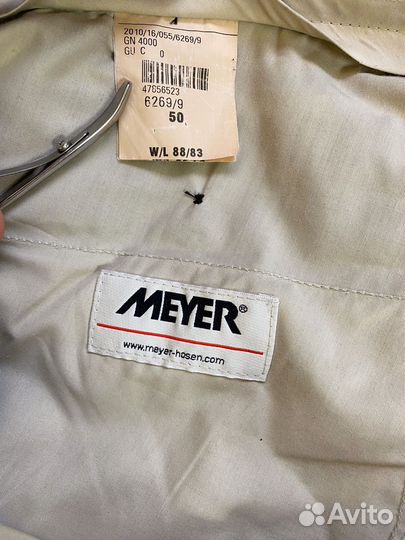 2010/16/055/6269/9
GN 4000
GU C 0
47656523
6269/9
50
W/L 88/83
MEYER®
www.meyer-hosen.com
Avito